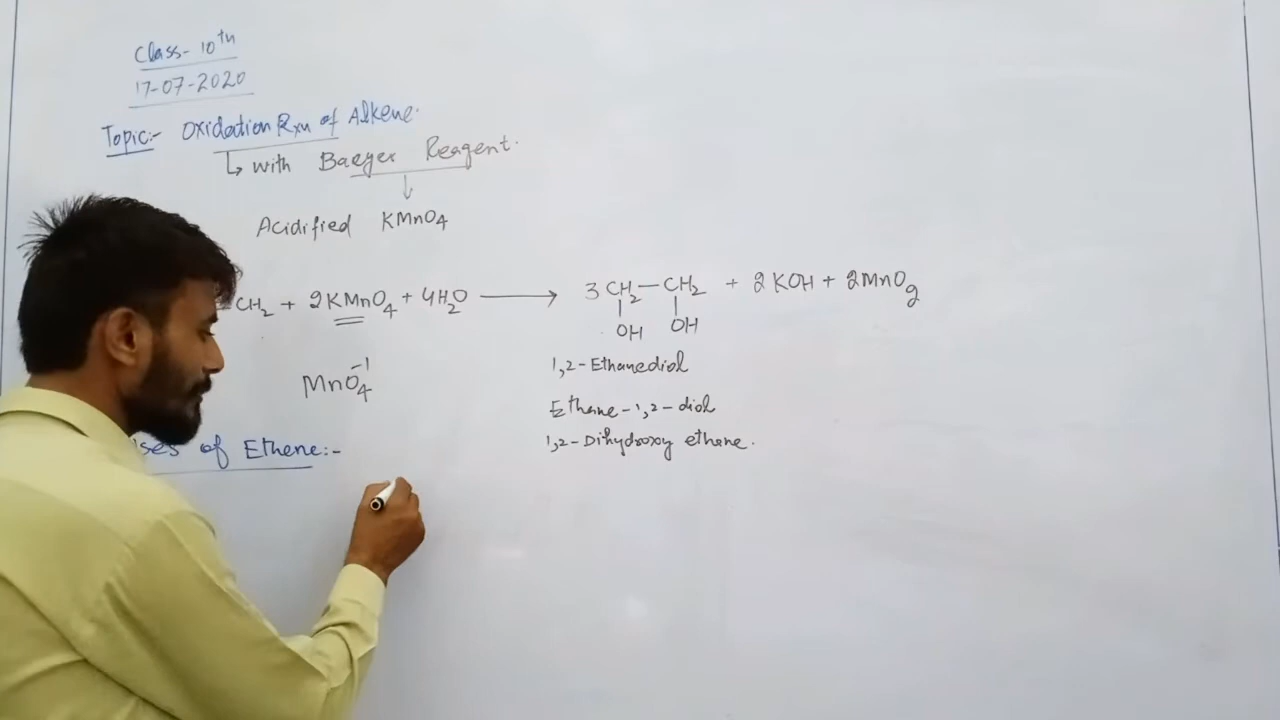 Class- 10th
17-07-2020
Topic:- Oxidation Rxn of Alkene.
↳ with Baeyer Reagent.
↓
Acidified KMnO4
-CH2 + 2KMnO4 + 4H2O ⟶ 3 CH2—CH2 + 2KOH + 2MnO2
OH OH
1,2-Ethanediol
MnO4-1
Ethane-1,2-diol
1,2-Dihydroxy ethane.
ses of Ethene:-